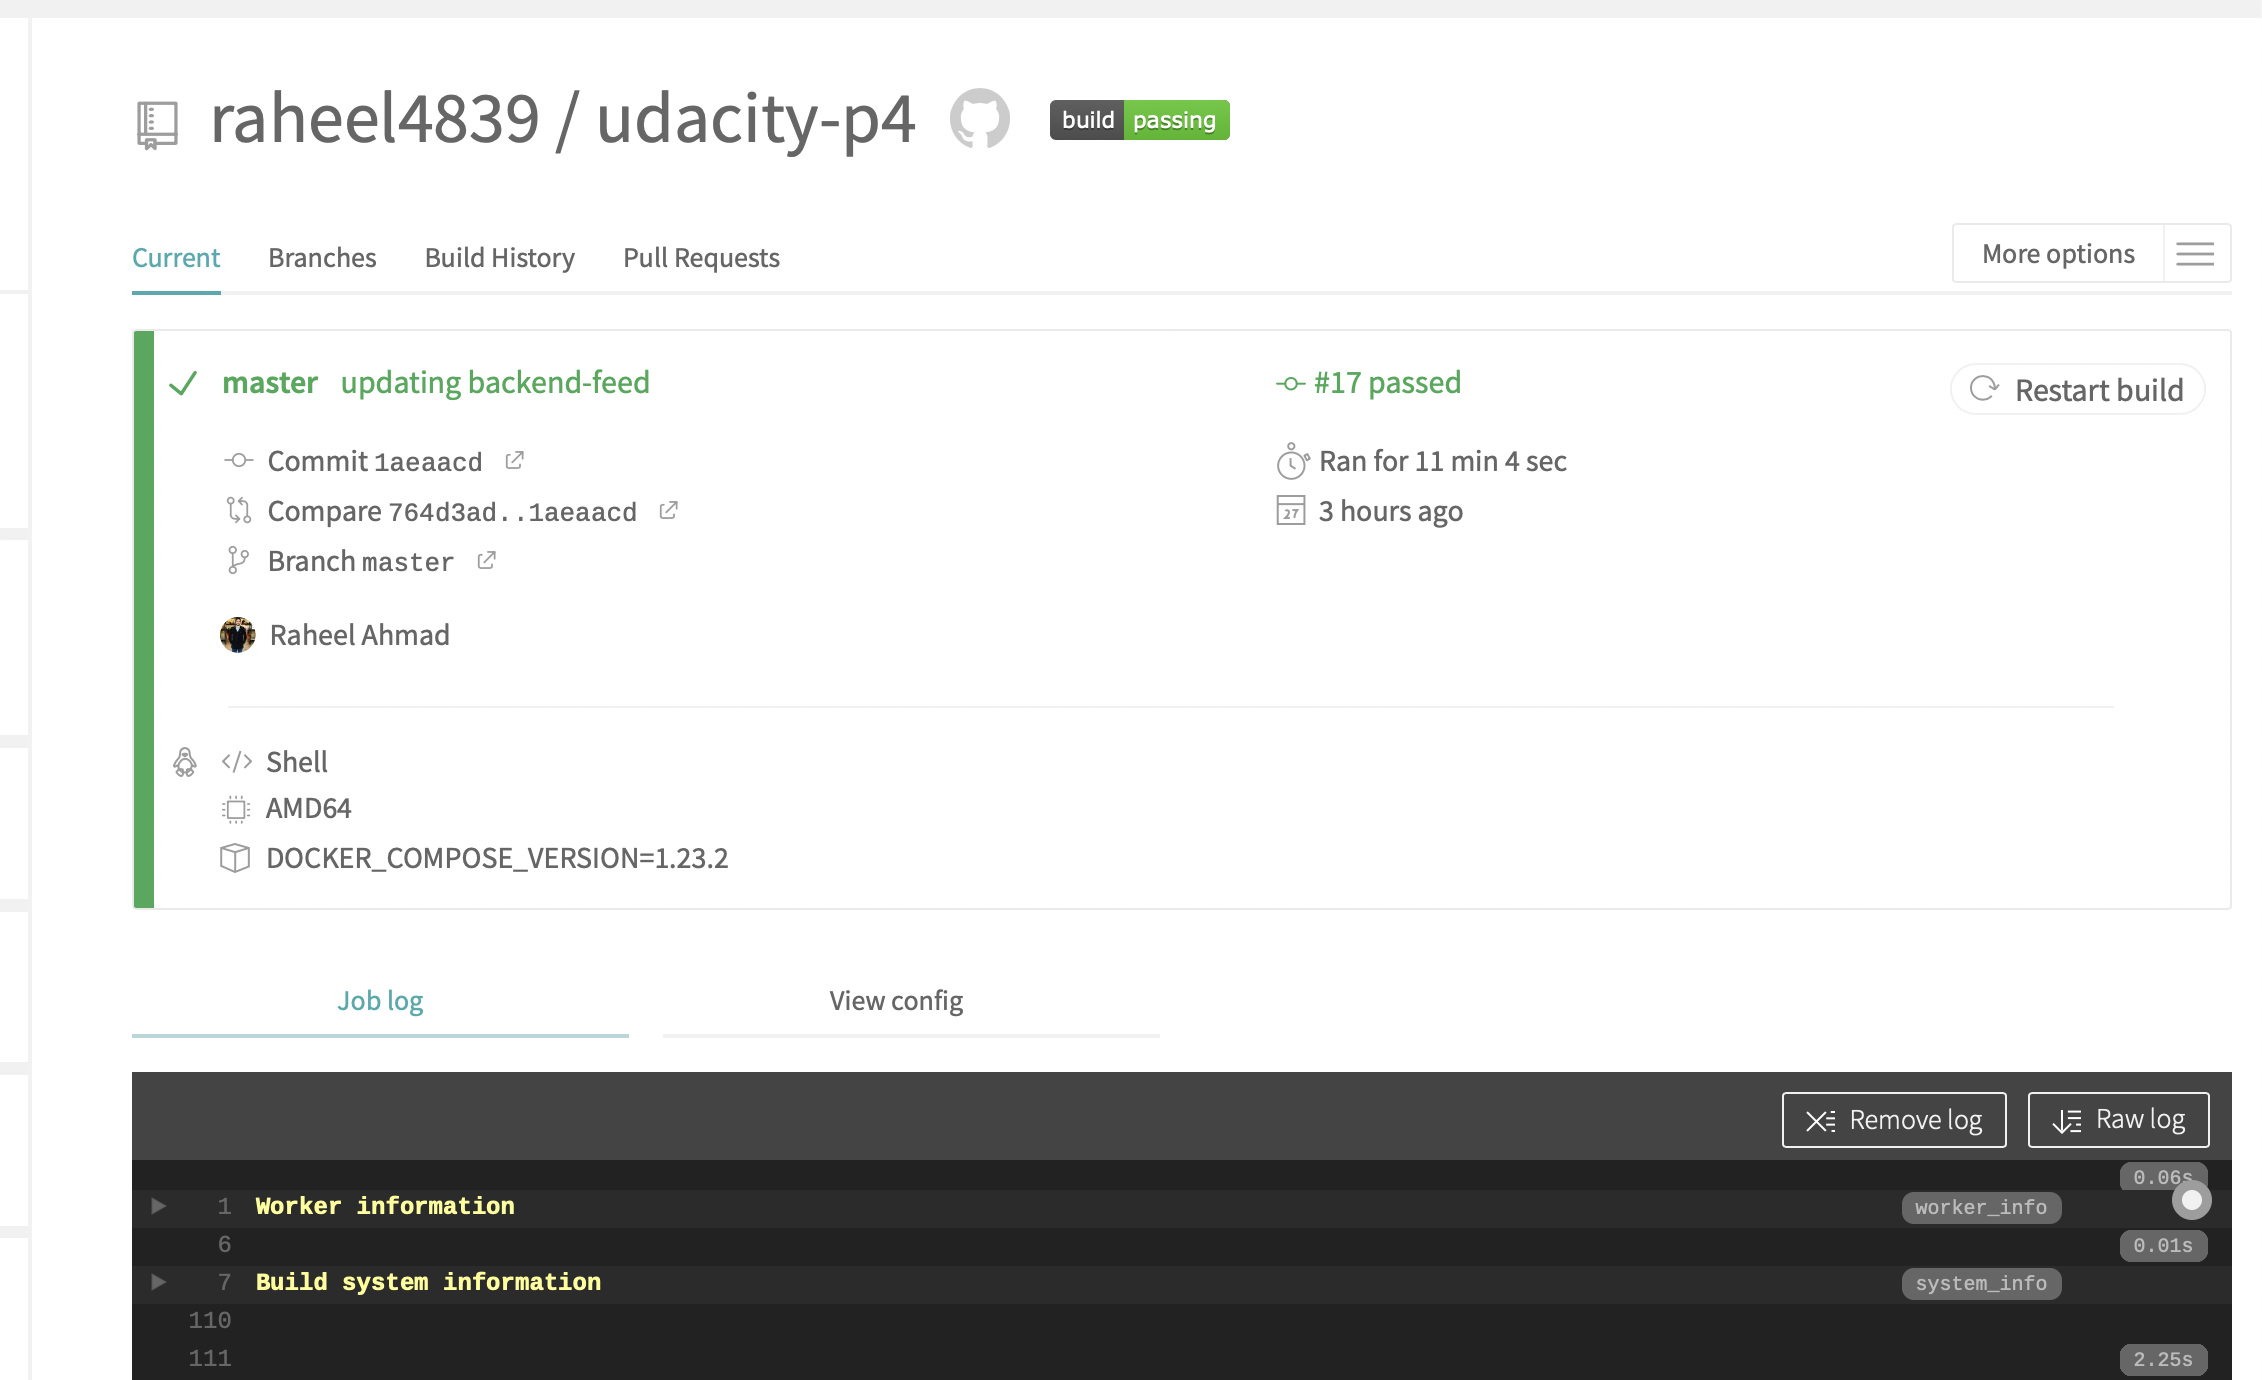 raheel4839 / udacity-p4 build passing
Current Branches Build History Pull Requests More options
master updating backend-feed
Commit 1aeaacd
Compare 764d3ad..1aeaacd
Branch master
Raheel Ahmad
#17 passed
Ran for 11 min 4 sec
27 3 hours ago
Restart build
Shell
AMD64
DOCKER_COMPOSE_VERSION=1.23.2
Job log View config
Remove log Raw log
0.06s
1 Worker information worker_info
6 0.01s
7 Build system information system_info
110
111 2.25s